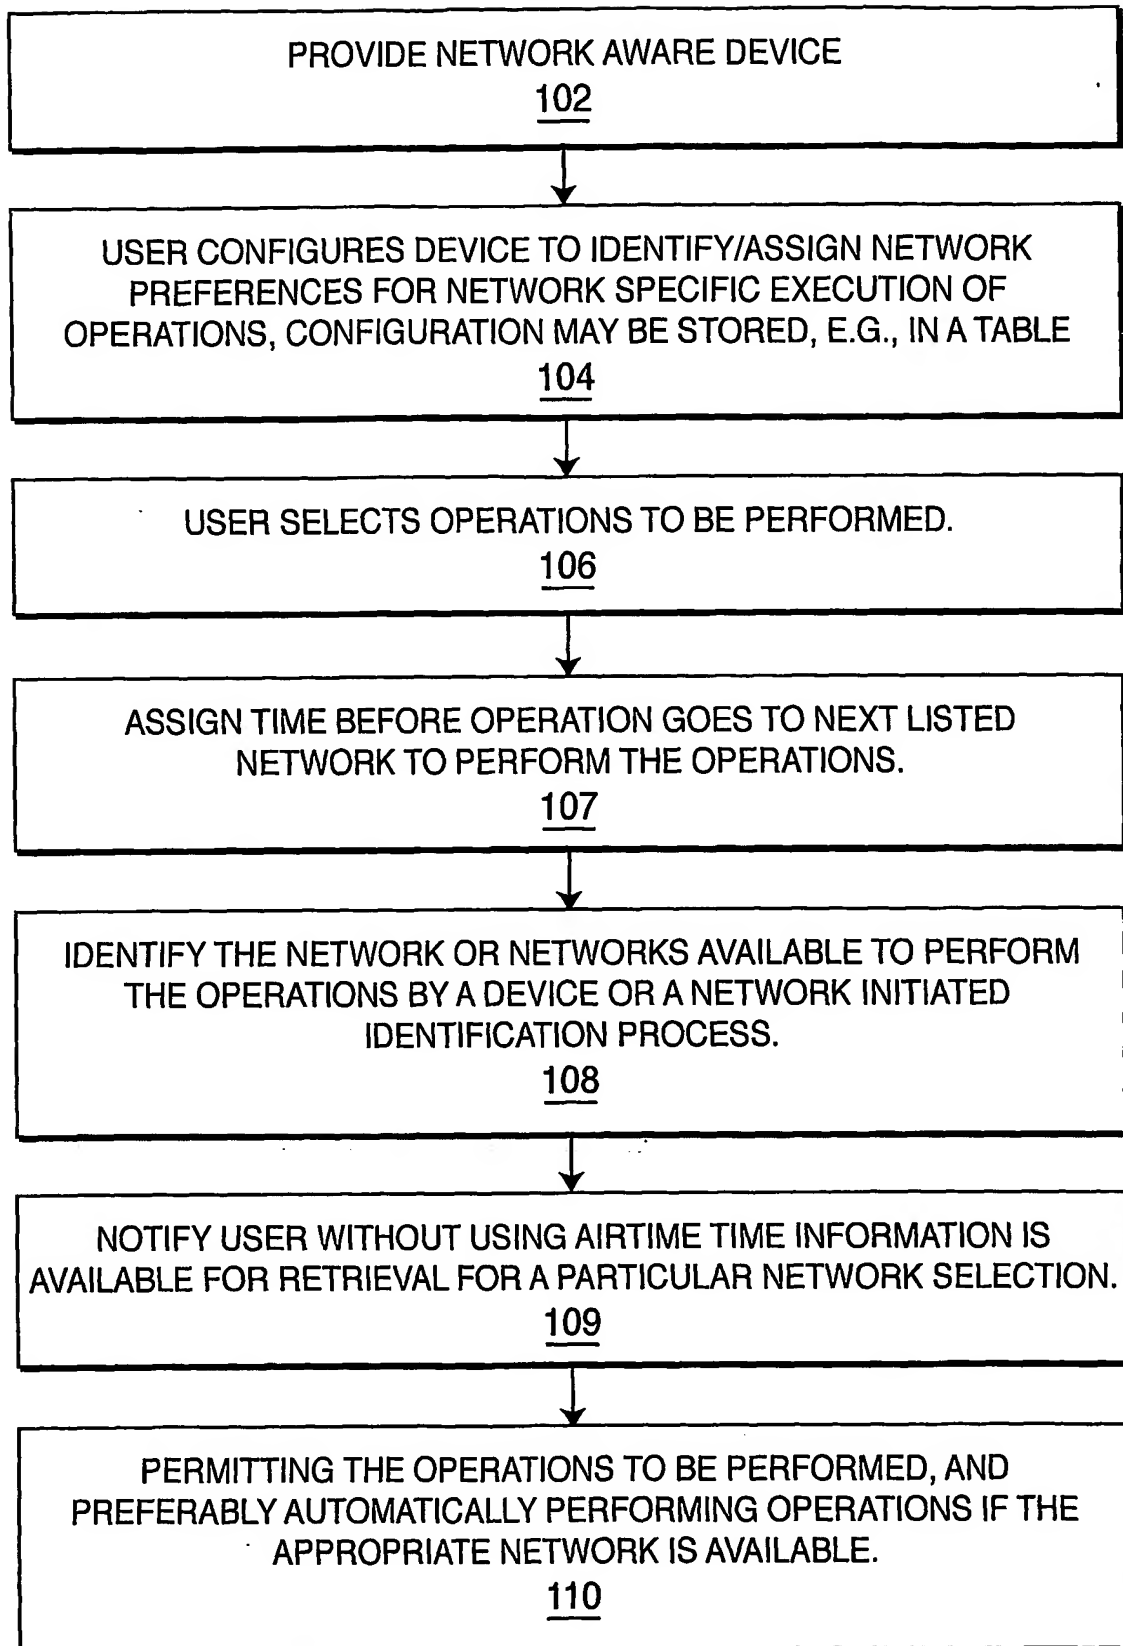 PROVIDE NETWORK AWARE DEVICE
102
USER CONFIGURES DEVICE TO IDENTIFY/ASSIGN NETWORK
PREFERENCES FOR NETWORK SPECIFIC EXECUTION OF
OPERATIONS, CONFIGURATION MAY BE STORED, E.G., IN A TABLE
104
USER SELECTS OPERATIONS TO BE PERFORMED.
106
ASSIGN TIME BEFORE OPERATION GOES TO NEXT LISTED
NETWORK TO PERFORM THE OPERATIONS.
107
IDENTIFY THE NETWORK OR NETWORKS AVAILABLE TO PERFORM
THE OPERATIONS BY A DEVICE OR A NETWORK INITIATED
IDENTIFICATION PROCESS.
108
NOTIFY USER WITHOUT USING AIRTIME TIME INFORMATION IS
AVAILABLE FOR RETRIEVAL FOR A PARTICULAR NETWORK SELECTION.
109
PERMITTING THE OPERATIONS TO BE PERFORMED, AND
PREFERABLY AUTOMATICALLY PERFORMING OPERATIONS IF THE
APPROPRIATE NETWORK IS AVAILABLE.
110